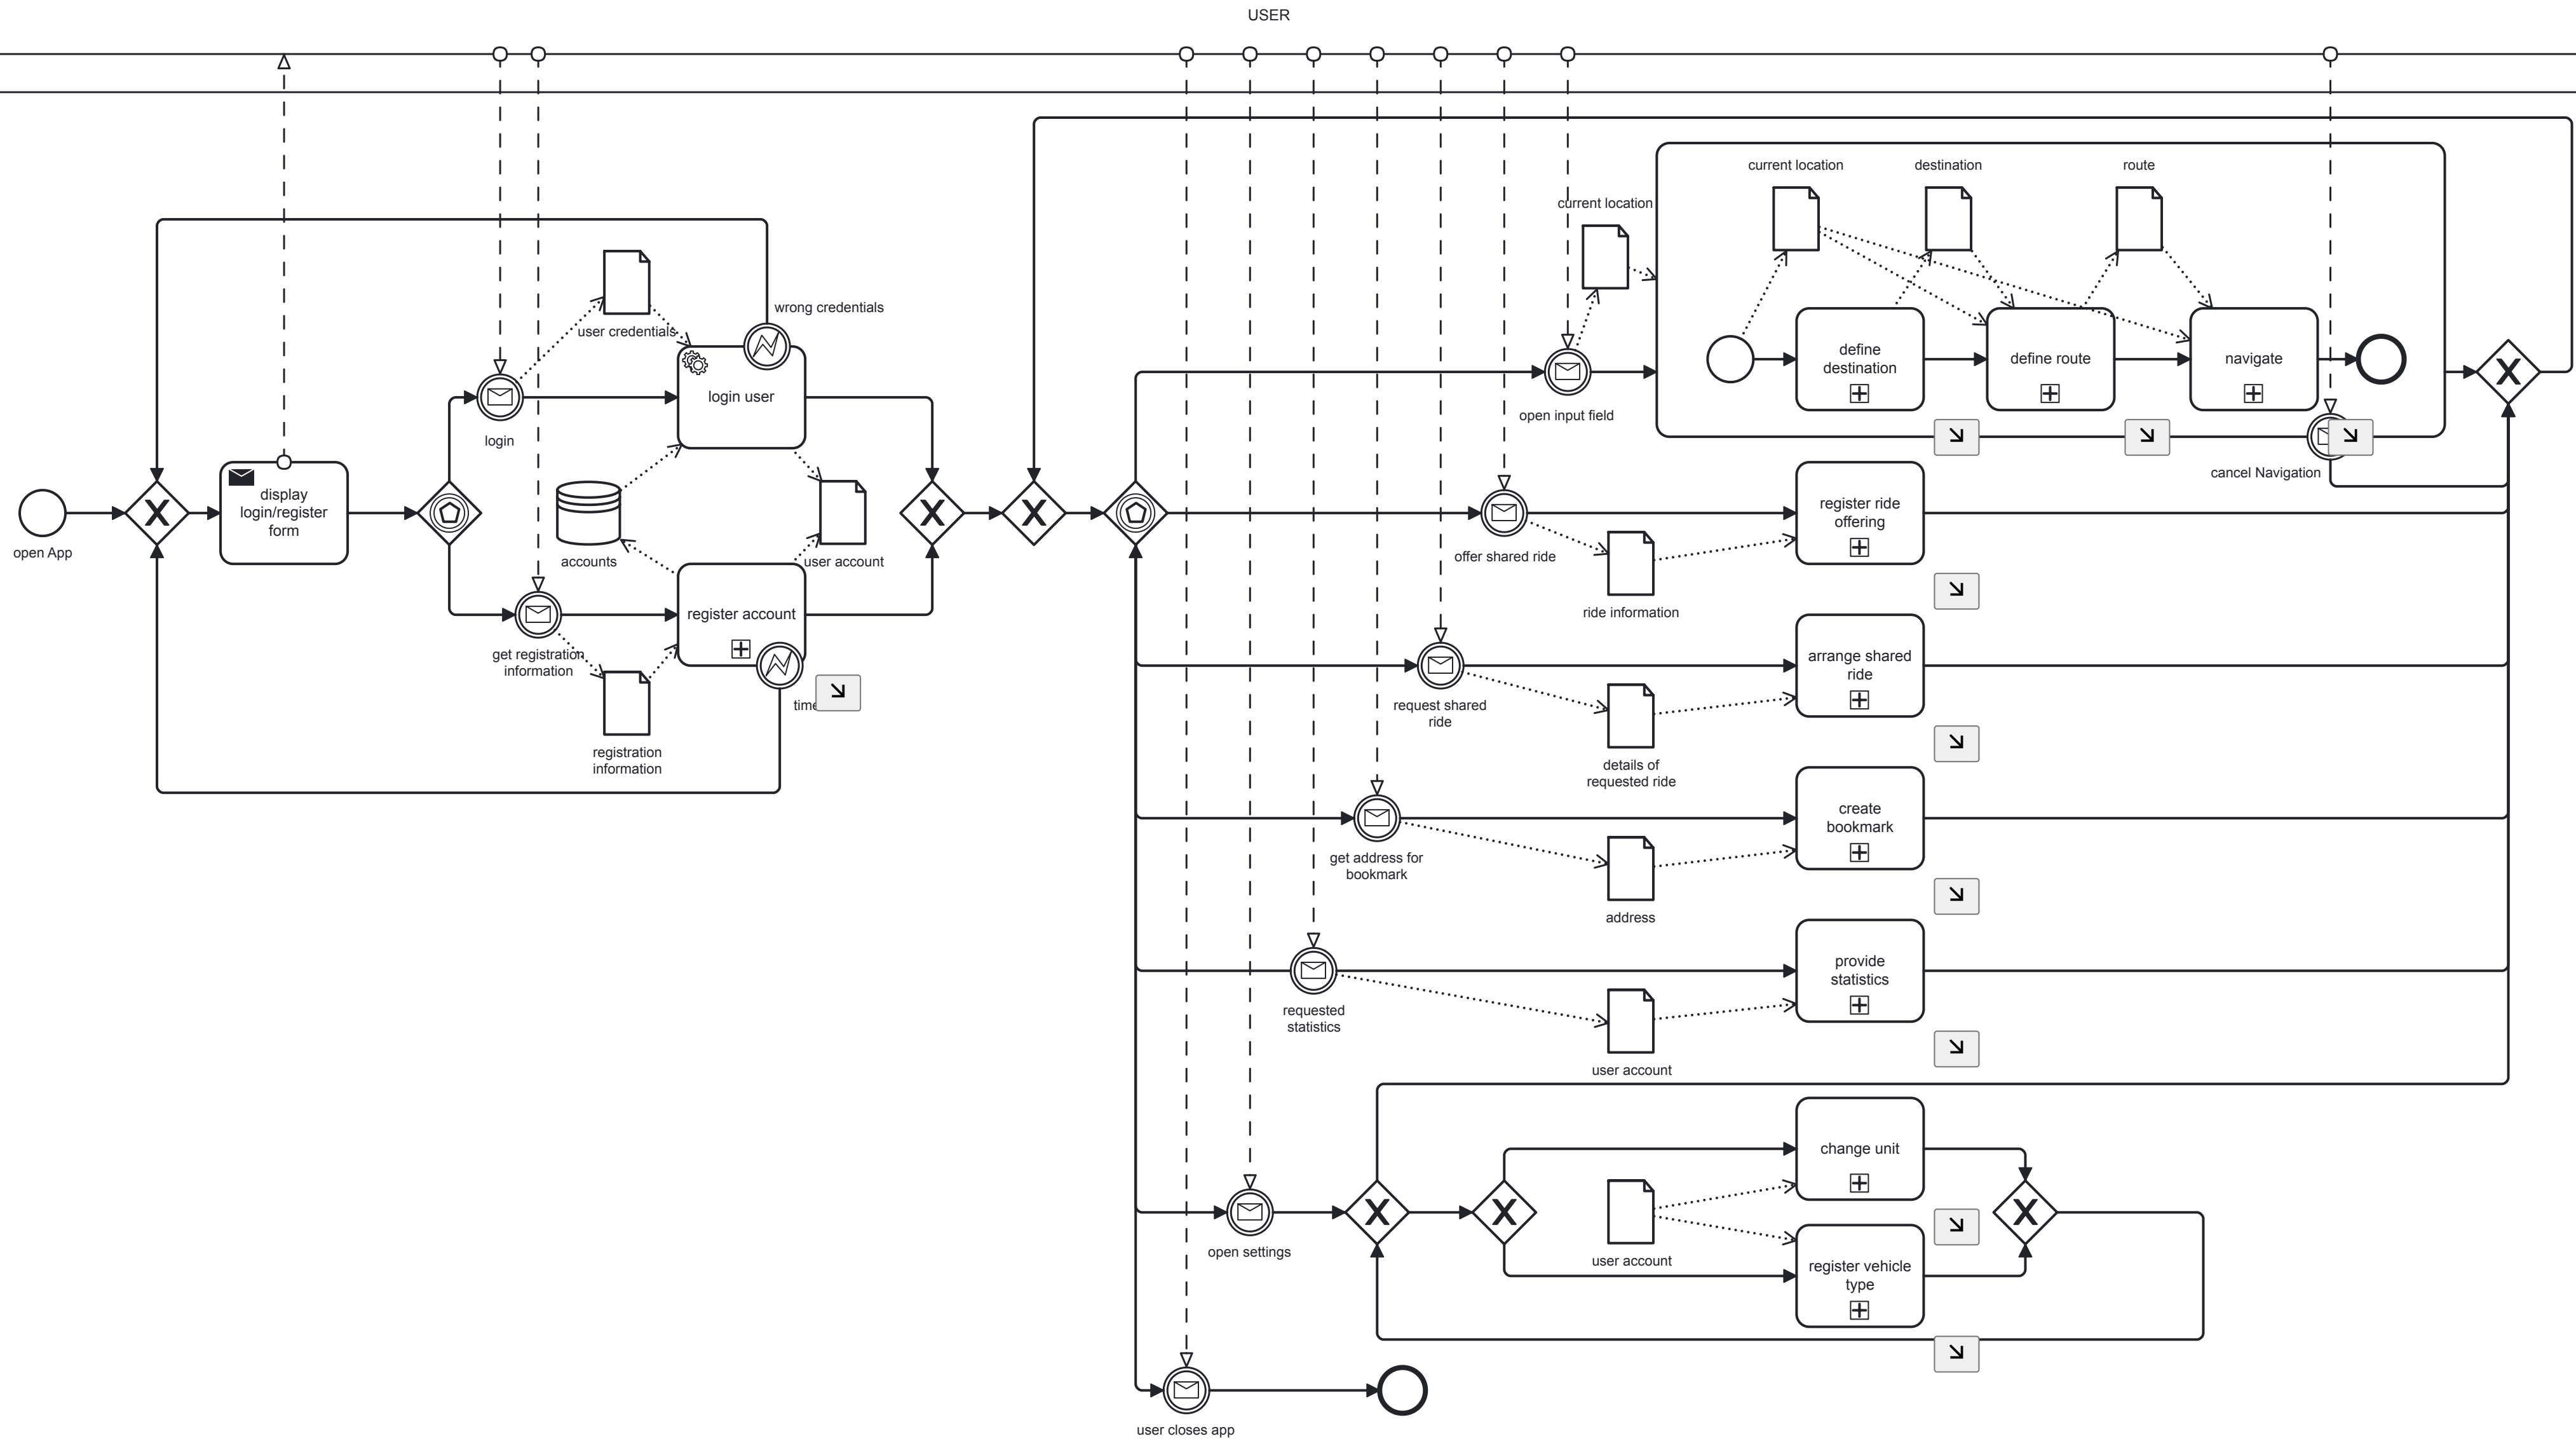 USER
current location
destination
route
current location
user credentials
wrong credentials
login user
login
define
destination
define route
navigate
open input field
cancel Navigation
display
login/register
form
open App
accounts
user account
register ride
offering
offer shared ride
ride information
register account
get registration
information
registration
information
arrange shared
ride
request shared
ride
details of
requested ride
create
bookmark
get address for
bookmark
address
provide
statistics
requested
statistics
user account
change unit
user account
register vehicle
type
open settings
user closes app